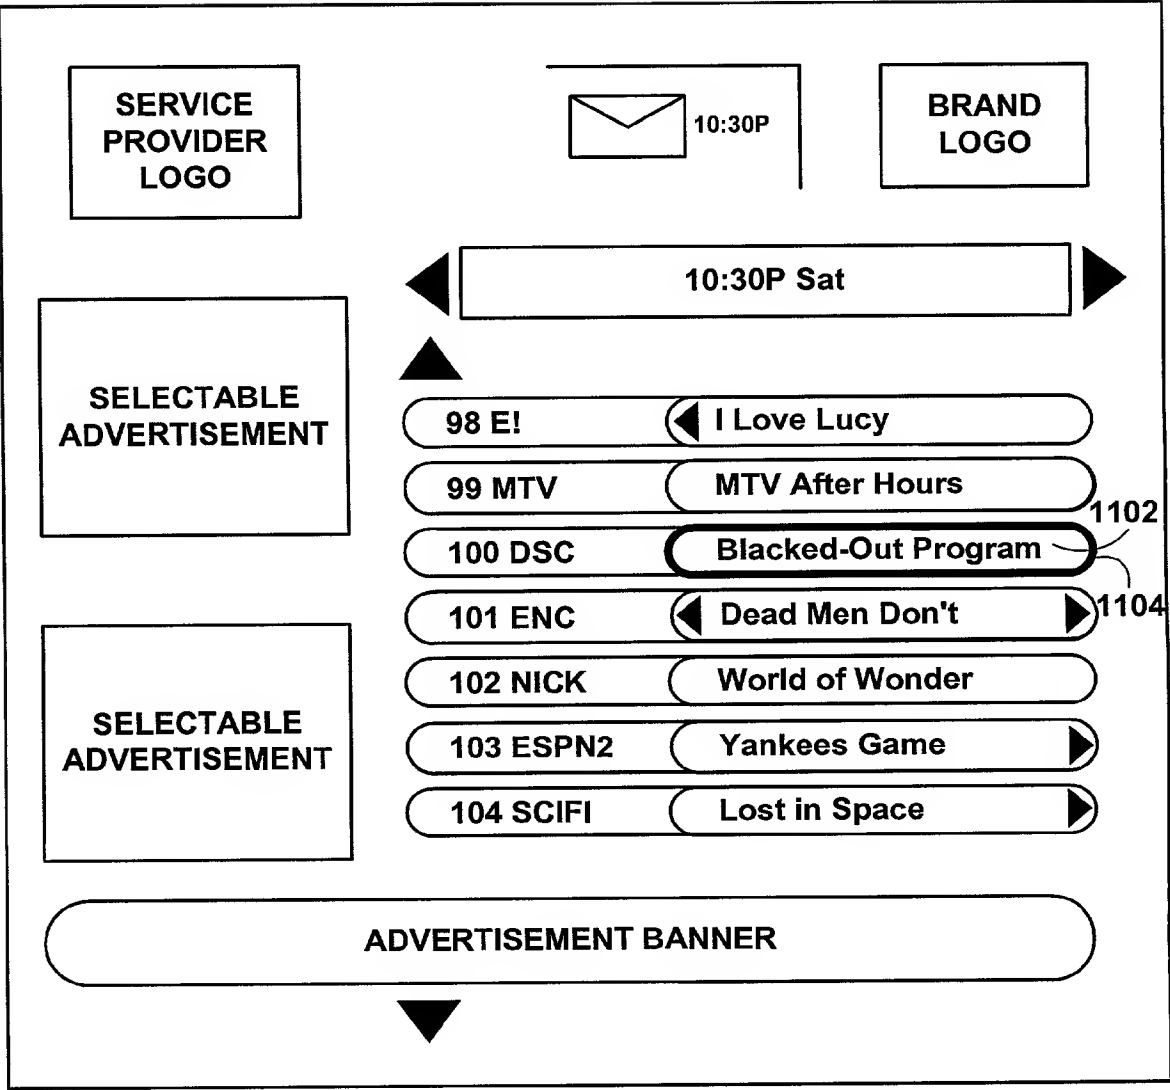 SERVICE
PROVIDER
LOGO
10:30P
BRAND
LOGO
10:30P Sat
SELECTABLE
ADVERTISEMENT
98 E! I Love Lucy
99 MTV MTV After Hours
1102
100 DSC Blacked-Out Program
1104
101 ENC Dead Men Don't
102 NICK World of Wonder
SELECTABLE
ADVERTISEMENT
103 ESPN2 Yankees Game
104 SCIFI Lost in Space
ADVERTISEMENT BANNER